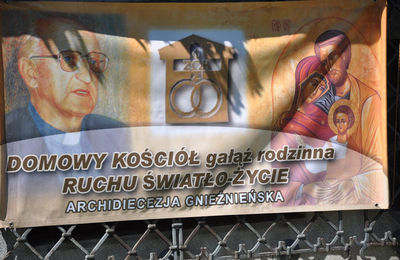 DOMOWY KOŚCIÓŁ gałąź rodzinna
RUCHU ŚWIATŁO-ŻYCIE
ARCHIDIECEZJA GNIEŹNIEŃSKA